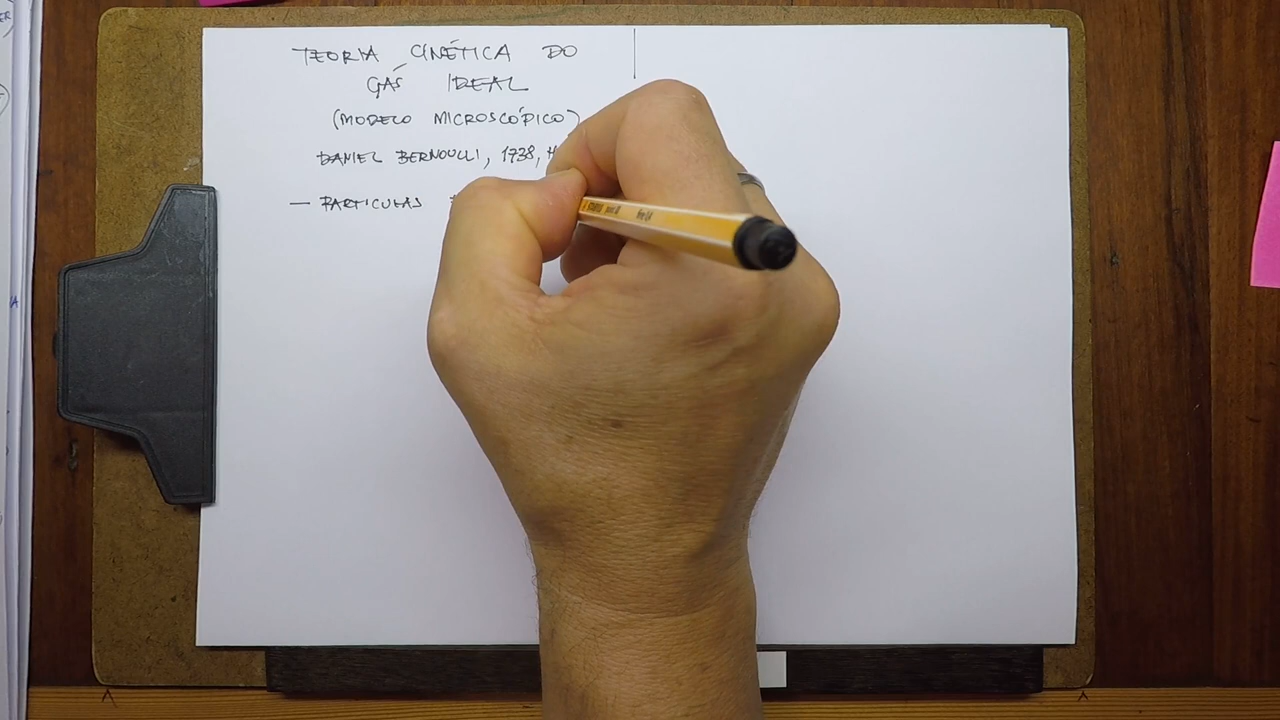 TEORIA CINÉTICA DO
GÁS IDEAL
(MODELO MICROSCÓPICO)
DANIEL BERNOULLI, 1738, H
— PARTICULAS